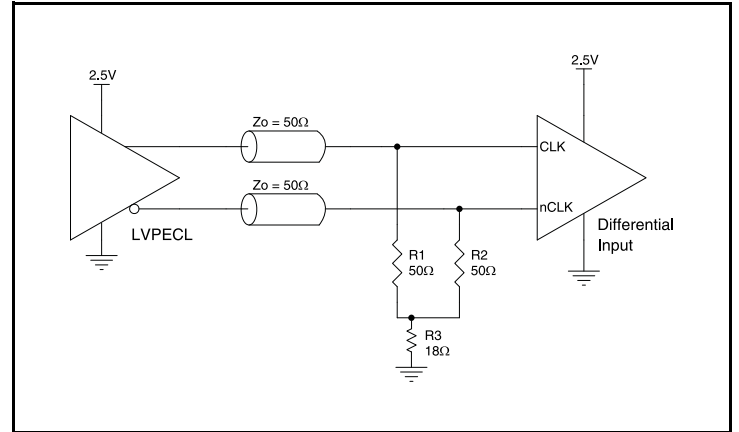 2.5V
2.5V
Zo = 50Ω
CLK
Zo = 50Ω
nCLK
LVPECL
Differential
Input
R1
50Ω
R2
50Ω
R3
18Ω